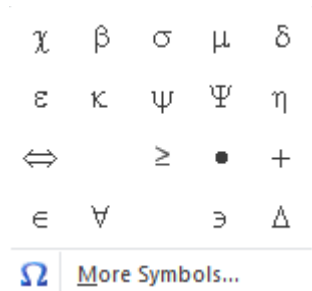 χ β σ μ δ
ε κ ψ Ψ η
⇔ ≥ • +
∈ ∀ ∍ Δ
Ω More Symbols...